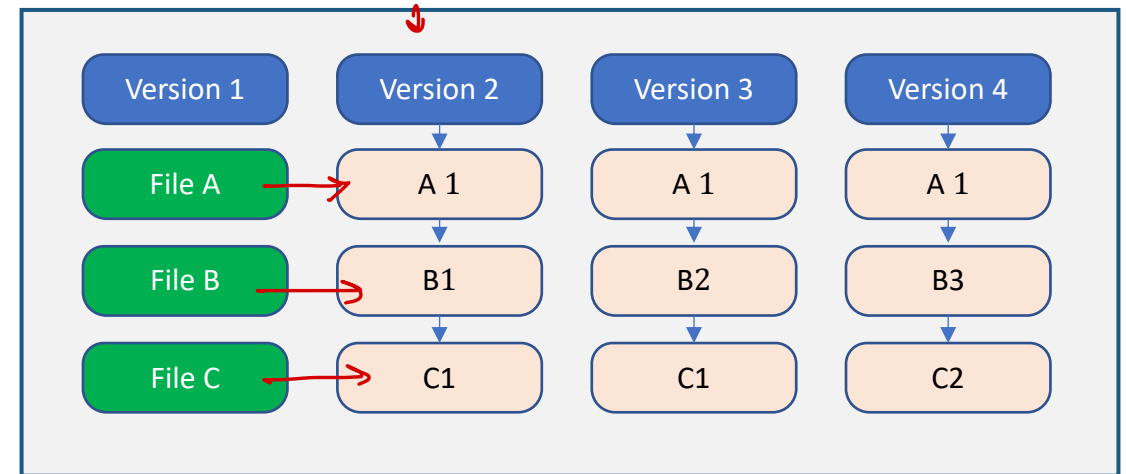 Version 1 Version 2 Version 3 Version 4
File A A 1 A 1 A 1
File B B1 B2 B3
File C C1 C1 C2